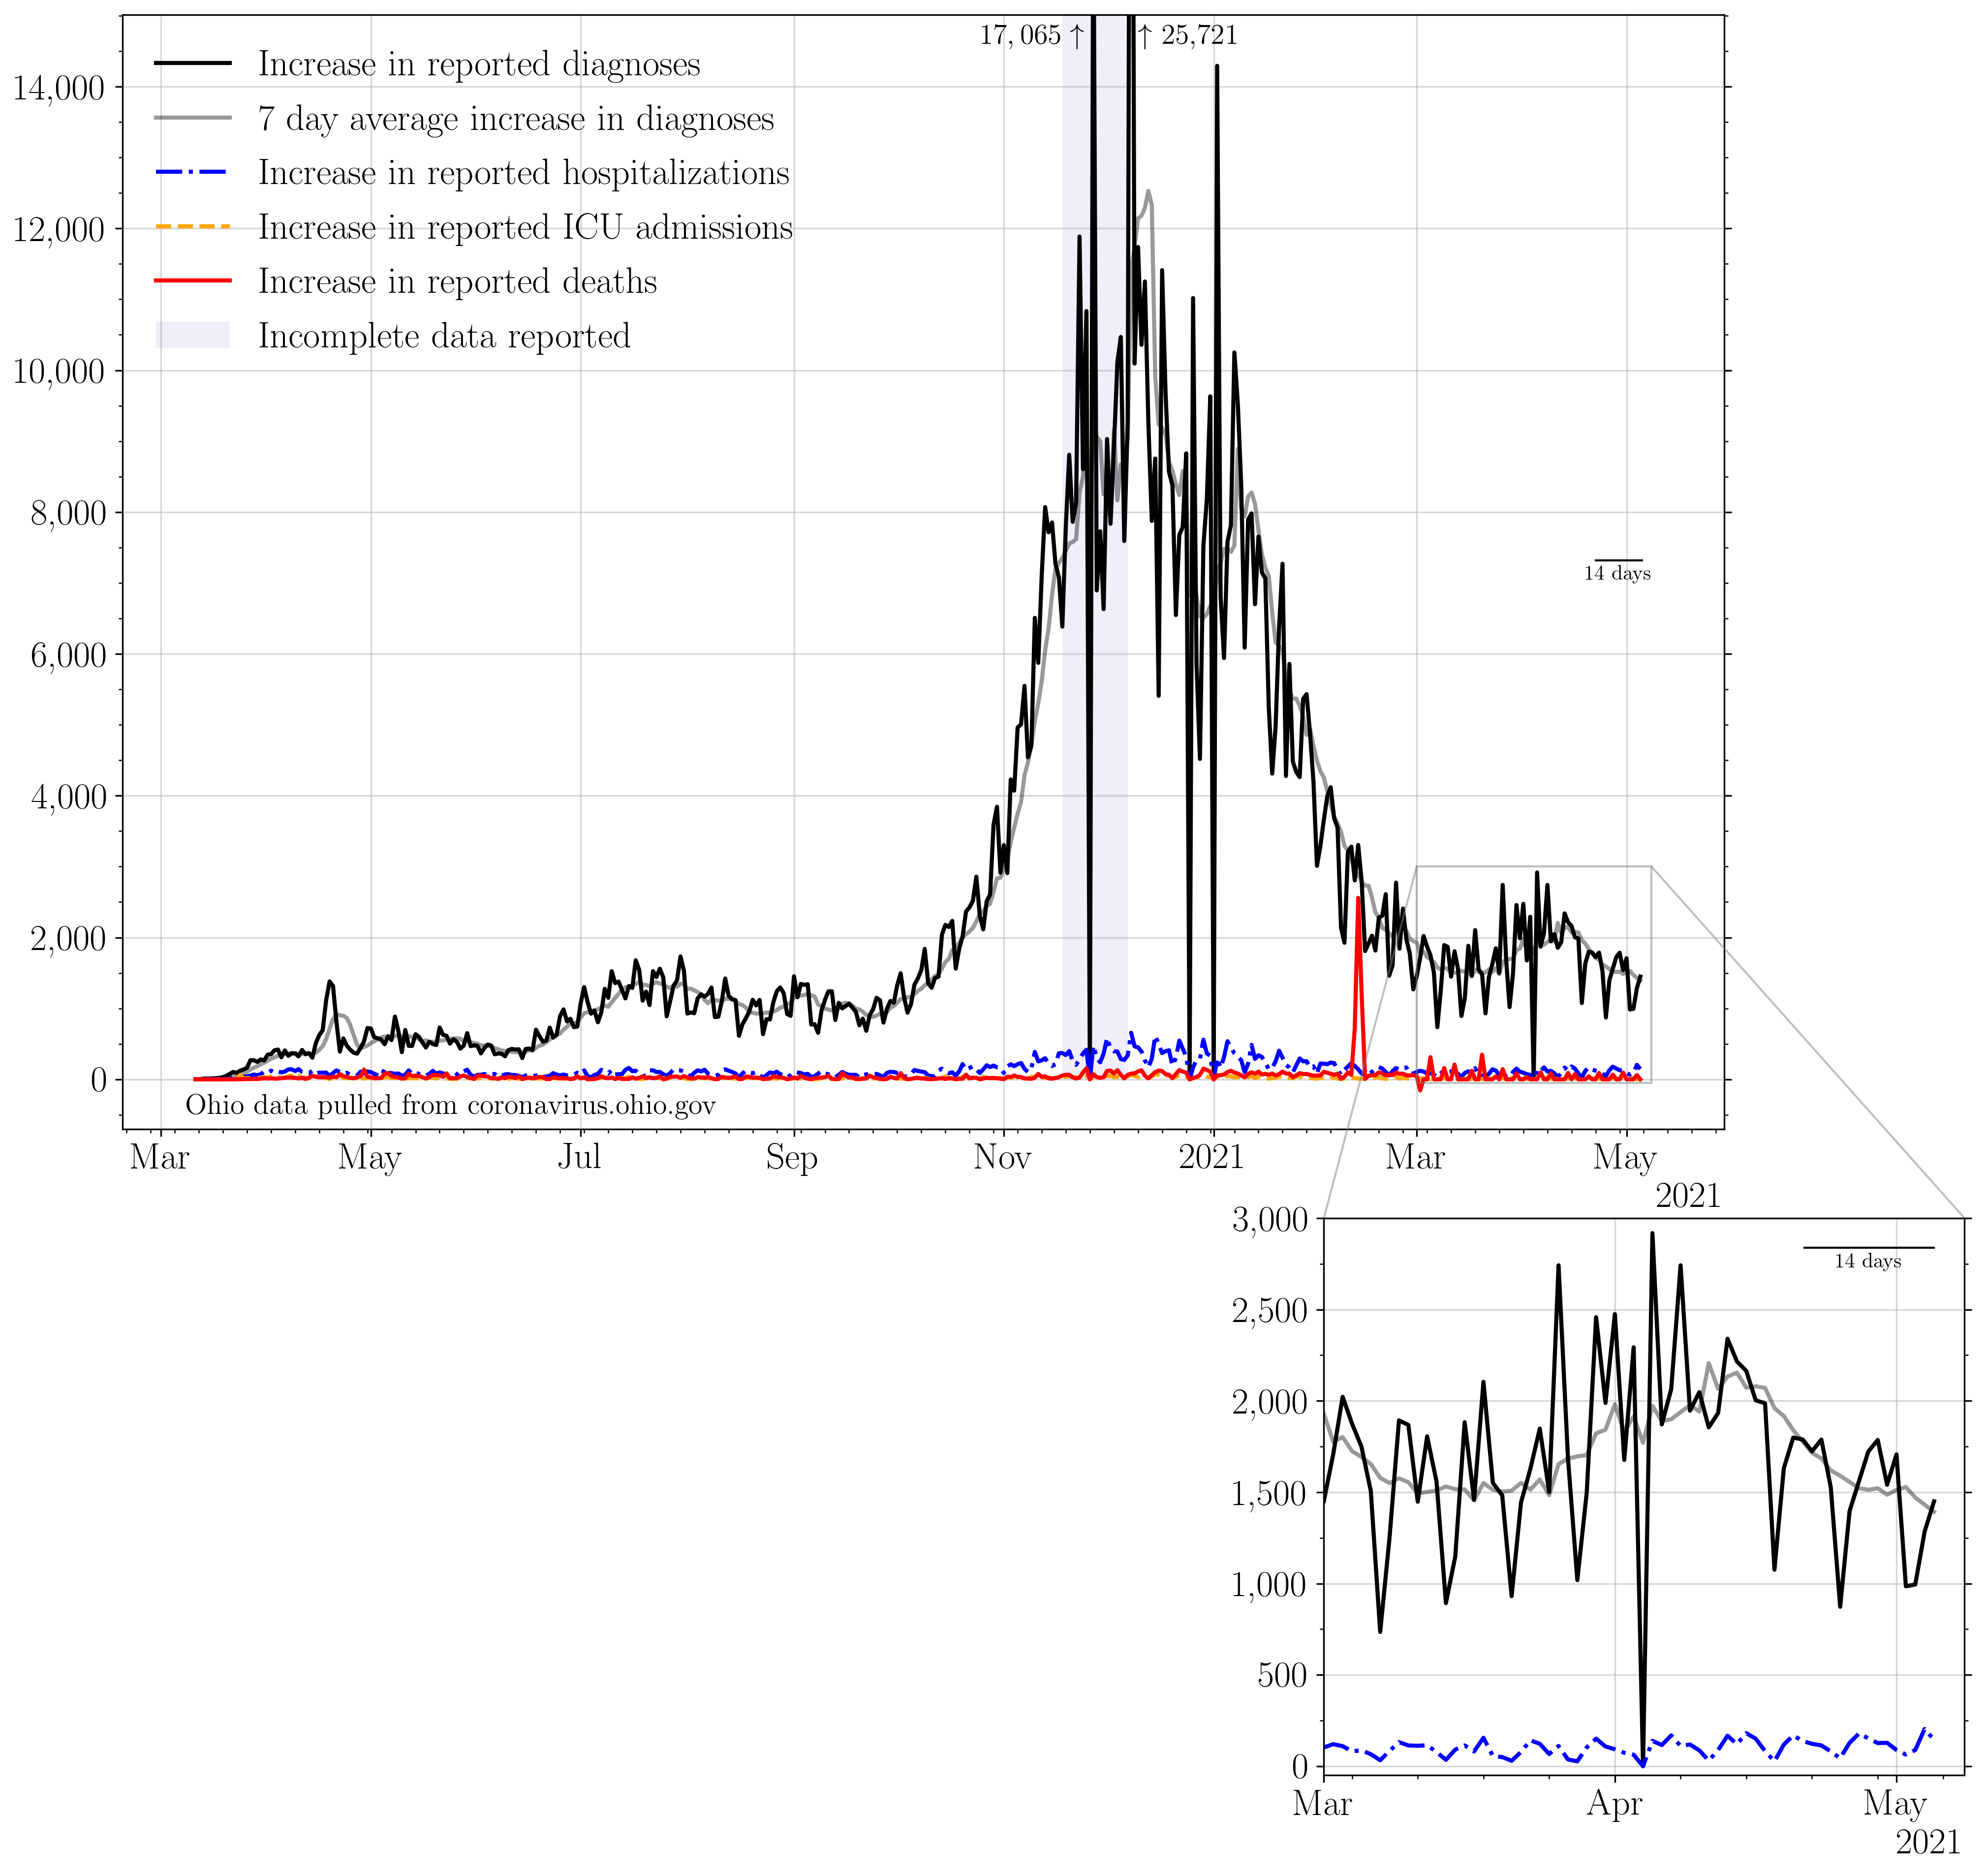 17,065 ↑ ↑ 25,721
Increase in reported diagnoses
7 day average increase in diagnoses
Increase in reported hospitalizations
Increase in reported ICU admissions
Increase in reported deaths
Incomplete data reported
14,000
12,000
10,000
8,000
6,000
4,000
2,000
0
14 days
Ohio data pulled from coronavirus.ohio.gov
Mar May Jul Sep Nov 2021 Mar May
2021
3,000
2,500
2,000
1,500
1,000
500
0
14 days
Mar Apr May
2021